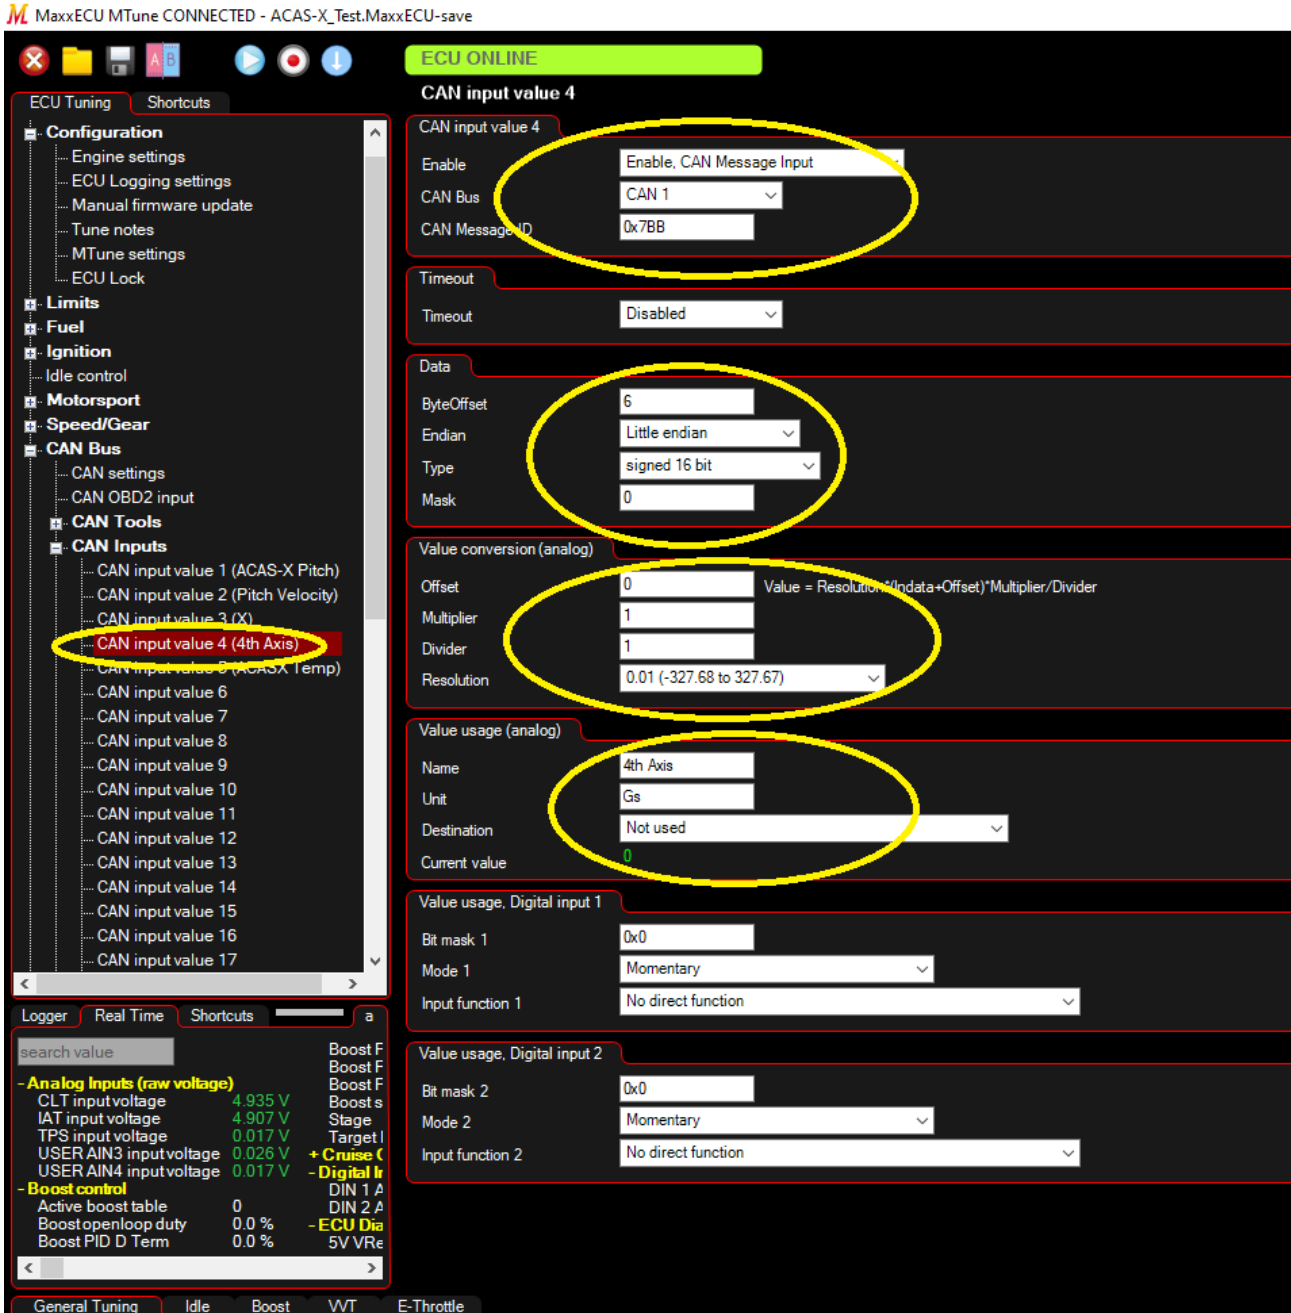 MaxxECU MTune CONNECTED - ACAS-X_Test.MaxxECU-save
A B
ECU ONLINE
ECU Tuning
Shortcuts
Configuration
Engine settings
ECU Logging settings
Manual firmware update
Tune notes
MTune settings
ECU Lock
Limits
Fuel
Ignition
Idle control
Motorsport
Speed/Gear
CAN Bus
CAN settings
CAN OBD2 input
CAN Tools
CAN Inputs
CAN input value 1 (ACAS-X Pitch)
CAN input value 2 (Pitch Velocity)
CAN input value 3 (X)
CAN input value 4 (4th Axis)
CAN input value 5 (ACASX Temp)
CAN input value 6
CAN input value 7
CAN input value 8
CAN input value 9
CAN input value 10
CAN input value 11
CAN input value 12
CAN input value 13
CAN input value 14
CAN input value 15
CAN input value 16
CAN input value 17
CAN input value 4
CAN input value 4
Enable Enable, CAN Message Input
CAN Bus CAN 1
CAN Message ID 0x7BB
Timeout
Timeout Disabled
Data
ByteOffset 6
Endian Little endian
Type signed 16 bit
Mask 0
Value conversion (analog)
Offset 0 Value = Resolution*(Indata+Offset)*Multiplier/Divider
Multiplier 1
Divider 1
Resolution 0.01 (-327.68 to 327.67)
Value usage (analog)
Name 4th Axis
Unit Gs
Destination Not used
Current value 0
Value usage, Digital input 1
Bit mask 1 0x0
Mode 1 Momentary
Input function 1 No direct function
Value usage, Digital input 2
Bit mask 2 0x0
Mode 2 Momentary
Input function 2 No direct function
Logger Real Time Shortcuts a
search value
- Analog Inputs (raw voltage)
CLT input voltage 4.935 V
IAT input voltage 4.907 V
TPS input voltage 0.017 V
USER AIN3 input voltage 0.026 V
USER AIN4 input voltage 0.017 V
- Boost control
Active boost table 0
Boost openloop duty 0.0 %
Boost PID D Term 0.0 %
Boost
Boost
Boost
Boost s
Stage
Target
+ Cruise
- Digital
DIN 1 A
DIN 2 A
- ECU Dia
5V VRe
General Tuning Idle Boost VVT E-Throttle